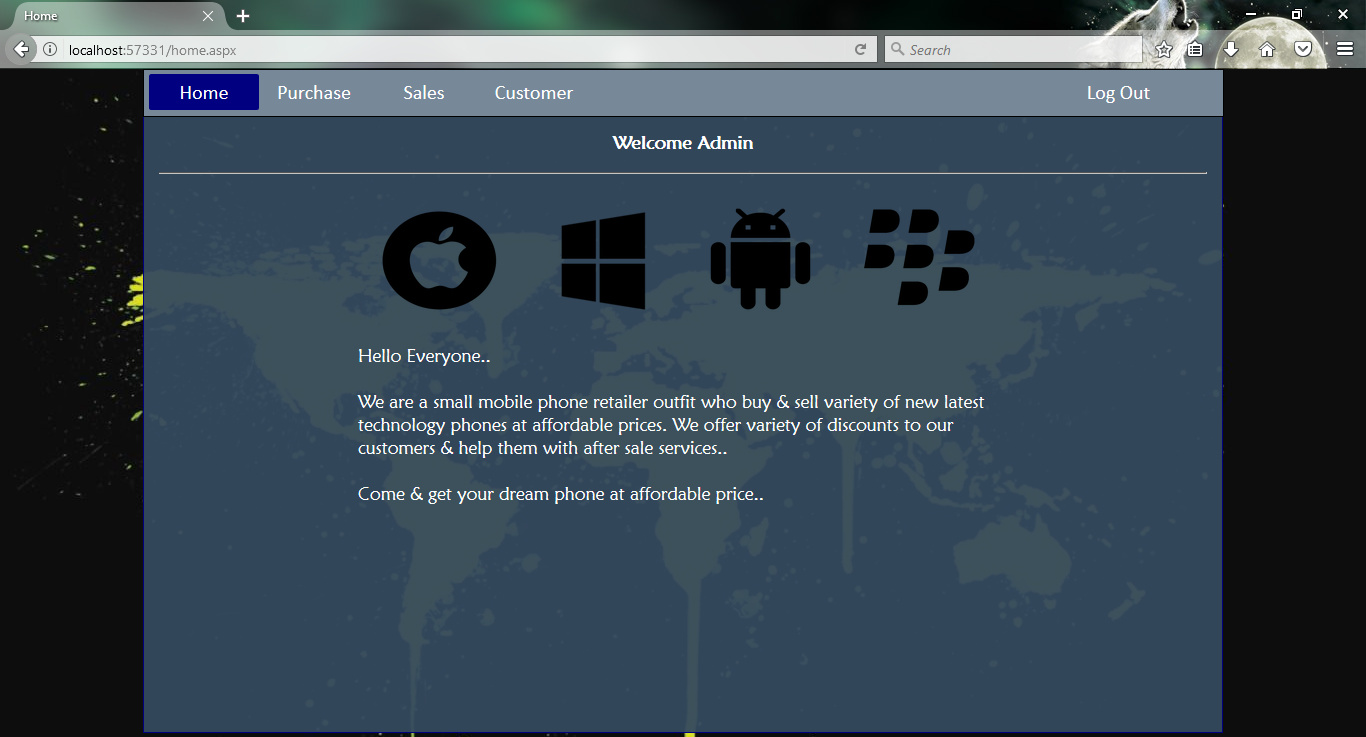 Home
localhost:57331/home.aspx
Search
Home Purchase Sales Customer Log Out
Welcome Admin
Hello Everyone..
We are a small mobile phone retailer outfit who buy & sell variety of new latest
technology phones at affordable prices. We offer variety of discounts to our
customers & help them with after sale services..
Come & get your dream phone at affordable price..